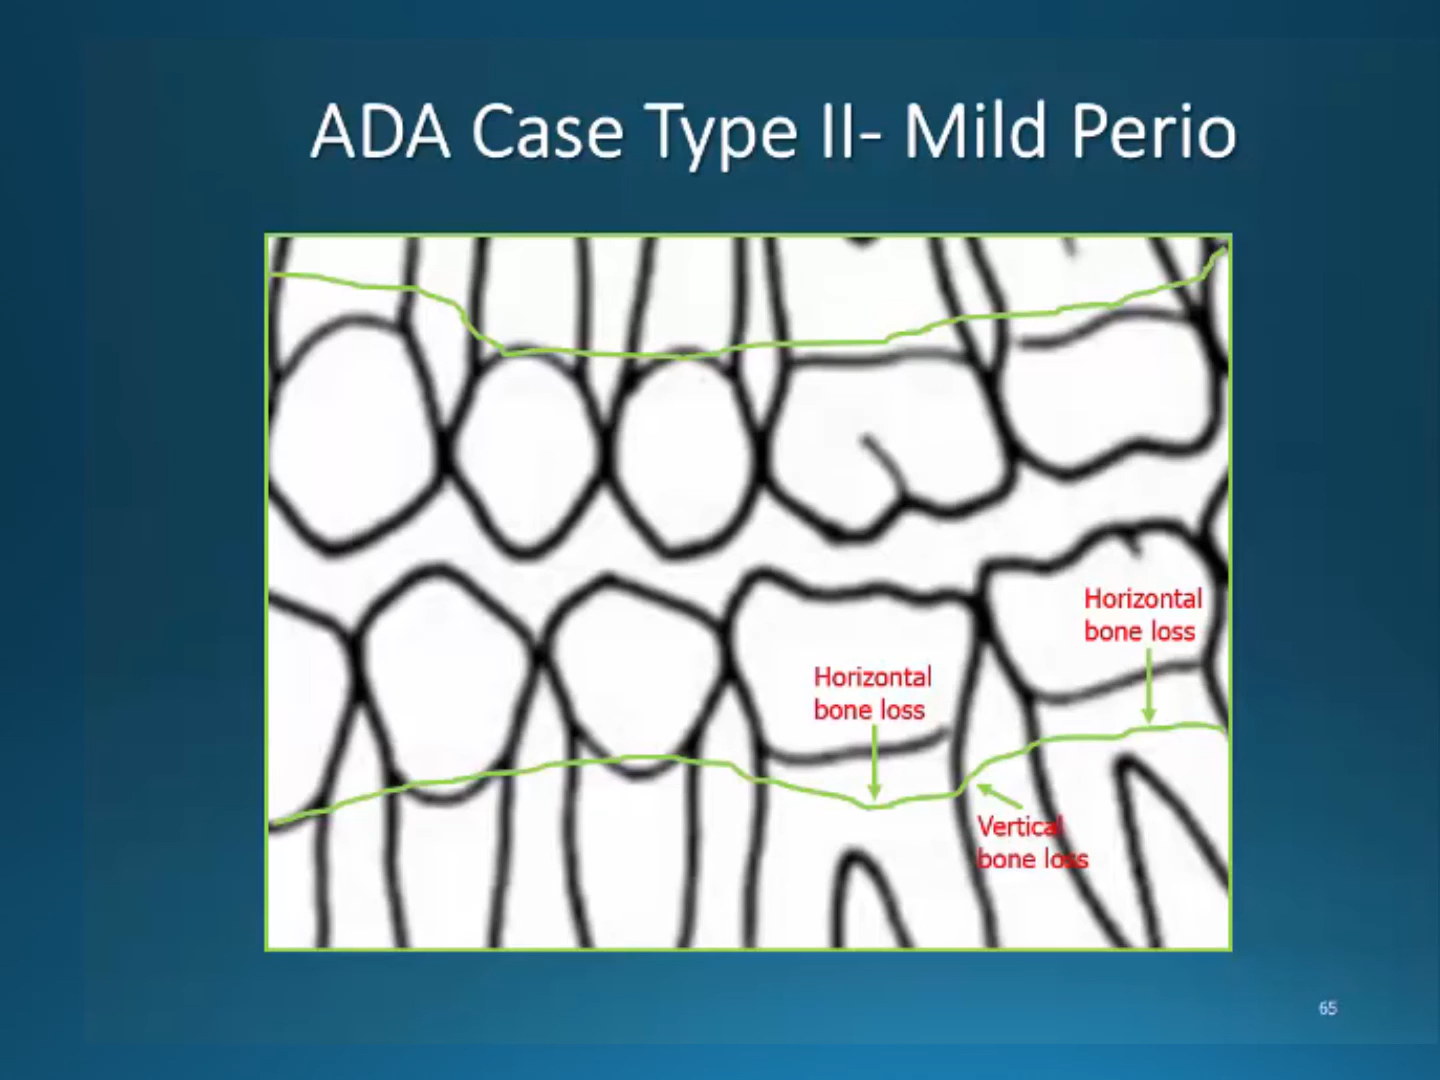 ADA Case Type II- Mild Perio
Horizontal
bone loss
Horizontal
bone loss
Vertical
bone loss
65